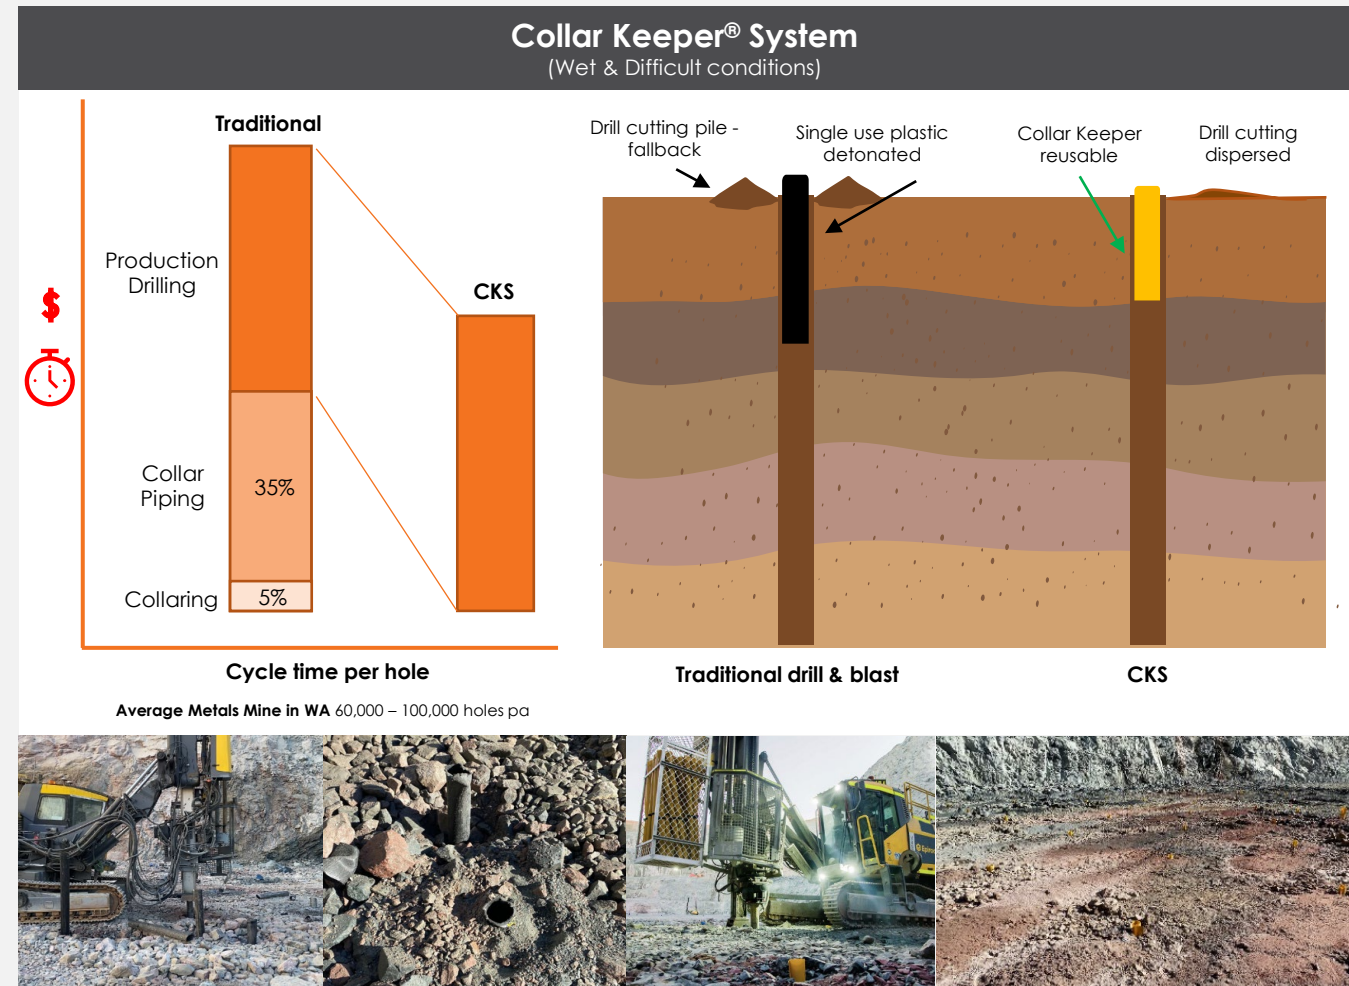 Collar Keeper® System
(Wet & Difficult conditions)
Traditional
Production
Drilling
CKS
Collar
Piping
35%
Collaring
5%
$
Cycle time per hole
Average Metals Mine in WA 60,000 – 100,000 holes pa
Drill cutting pile -
fallback
Single use plastic
detonated
Collar Keeper
reusable
Drill cutting
dispersed
Traditional drill & blast
CKS